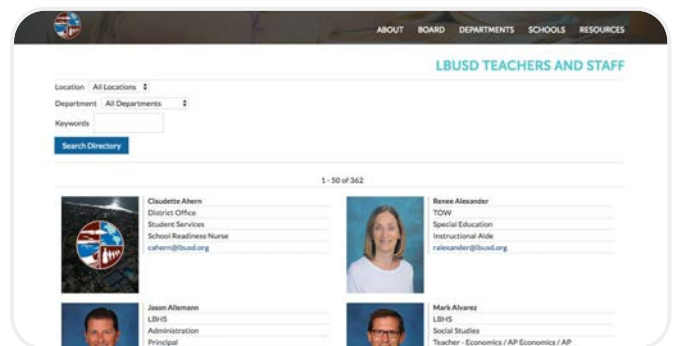 ABOUT BOARD DEPARTMENTS SCHOOLS RESOURCES
LBUSD TEACHERS AND STAFF
Location All Locations
Department All Departments
Keywords
Search Directory
1 - 50 of 362
Claudette Ahern
District Office
Student Services
School Readiness Nurse
cahern@lbusd.org
Renee Alexander
TOW
Special Education
Instructional Aide
ralexander@lbusd.org
Jason Allemann
LBHS
Administration
Principal
Mark Alvarez
LBHS
Social Studies
Teacher - Economics / AP Economics / AP